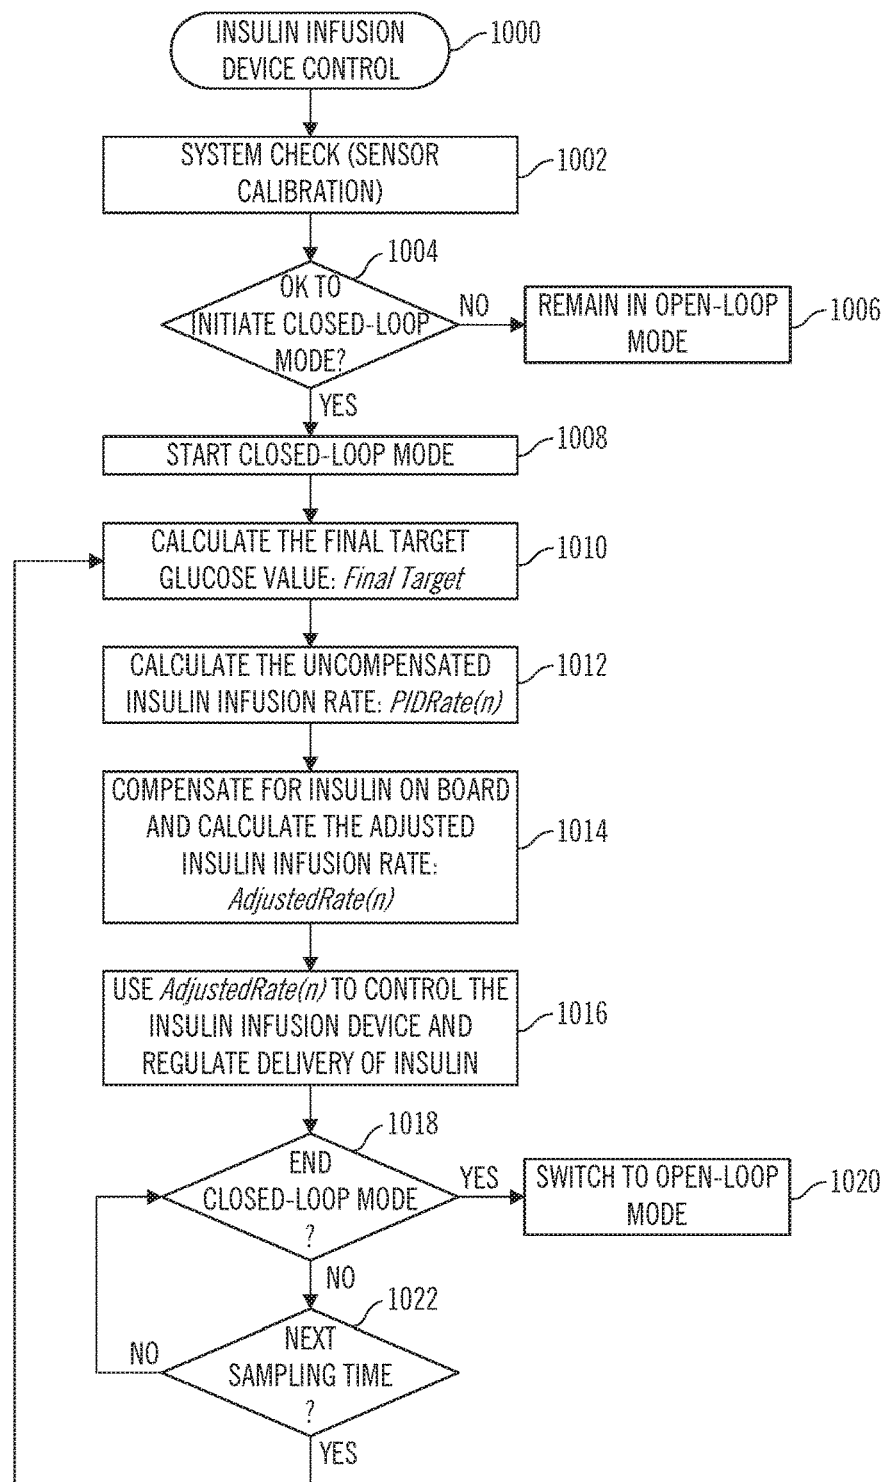 INSULIN INFUSION
DEVICE CONTROL
1000
SYSTEM CHECK (SENSOR
CALIBRATION)
1002
1004
OK TO
INITIATE CLOSED-LOOP
MODE?
NO
REMAIN IN OPEN-LOOP
MODE
1006
YES
START CLOSED-LOOP MODE
1008
CALCULATE THE FINAL TARGET
GLUCOSE VALUE: Final Target
1010
CALCULATE THE UNCOMPENSATED
INSULIN INFUSION RATE: PIDRate(n)
1012
COMPENSATE FOR INSULIN ON BOARD
AND CALCULATE THE ADJUSTED
INSULIN INFUSION RATE:
AdjustedRate(n)
1014
USE AdjustedRate(n) TO CONTROL THE
INSULIN INFUSION DEVICE AND
REGULATE DELIVERY OF INSULIN
1016
1018
END
CLOSED-LOOP MODE
?
YES
SWITCH TO OPEN-LOOP
MODE
1020
NO
1022
NEXT
SAMPLING TIME
?
NO
YES